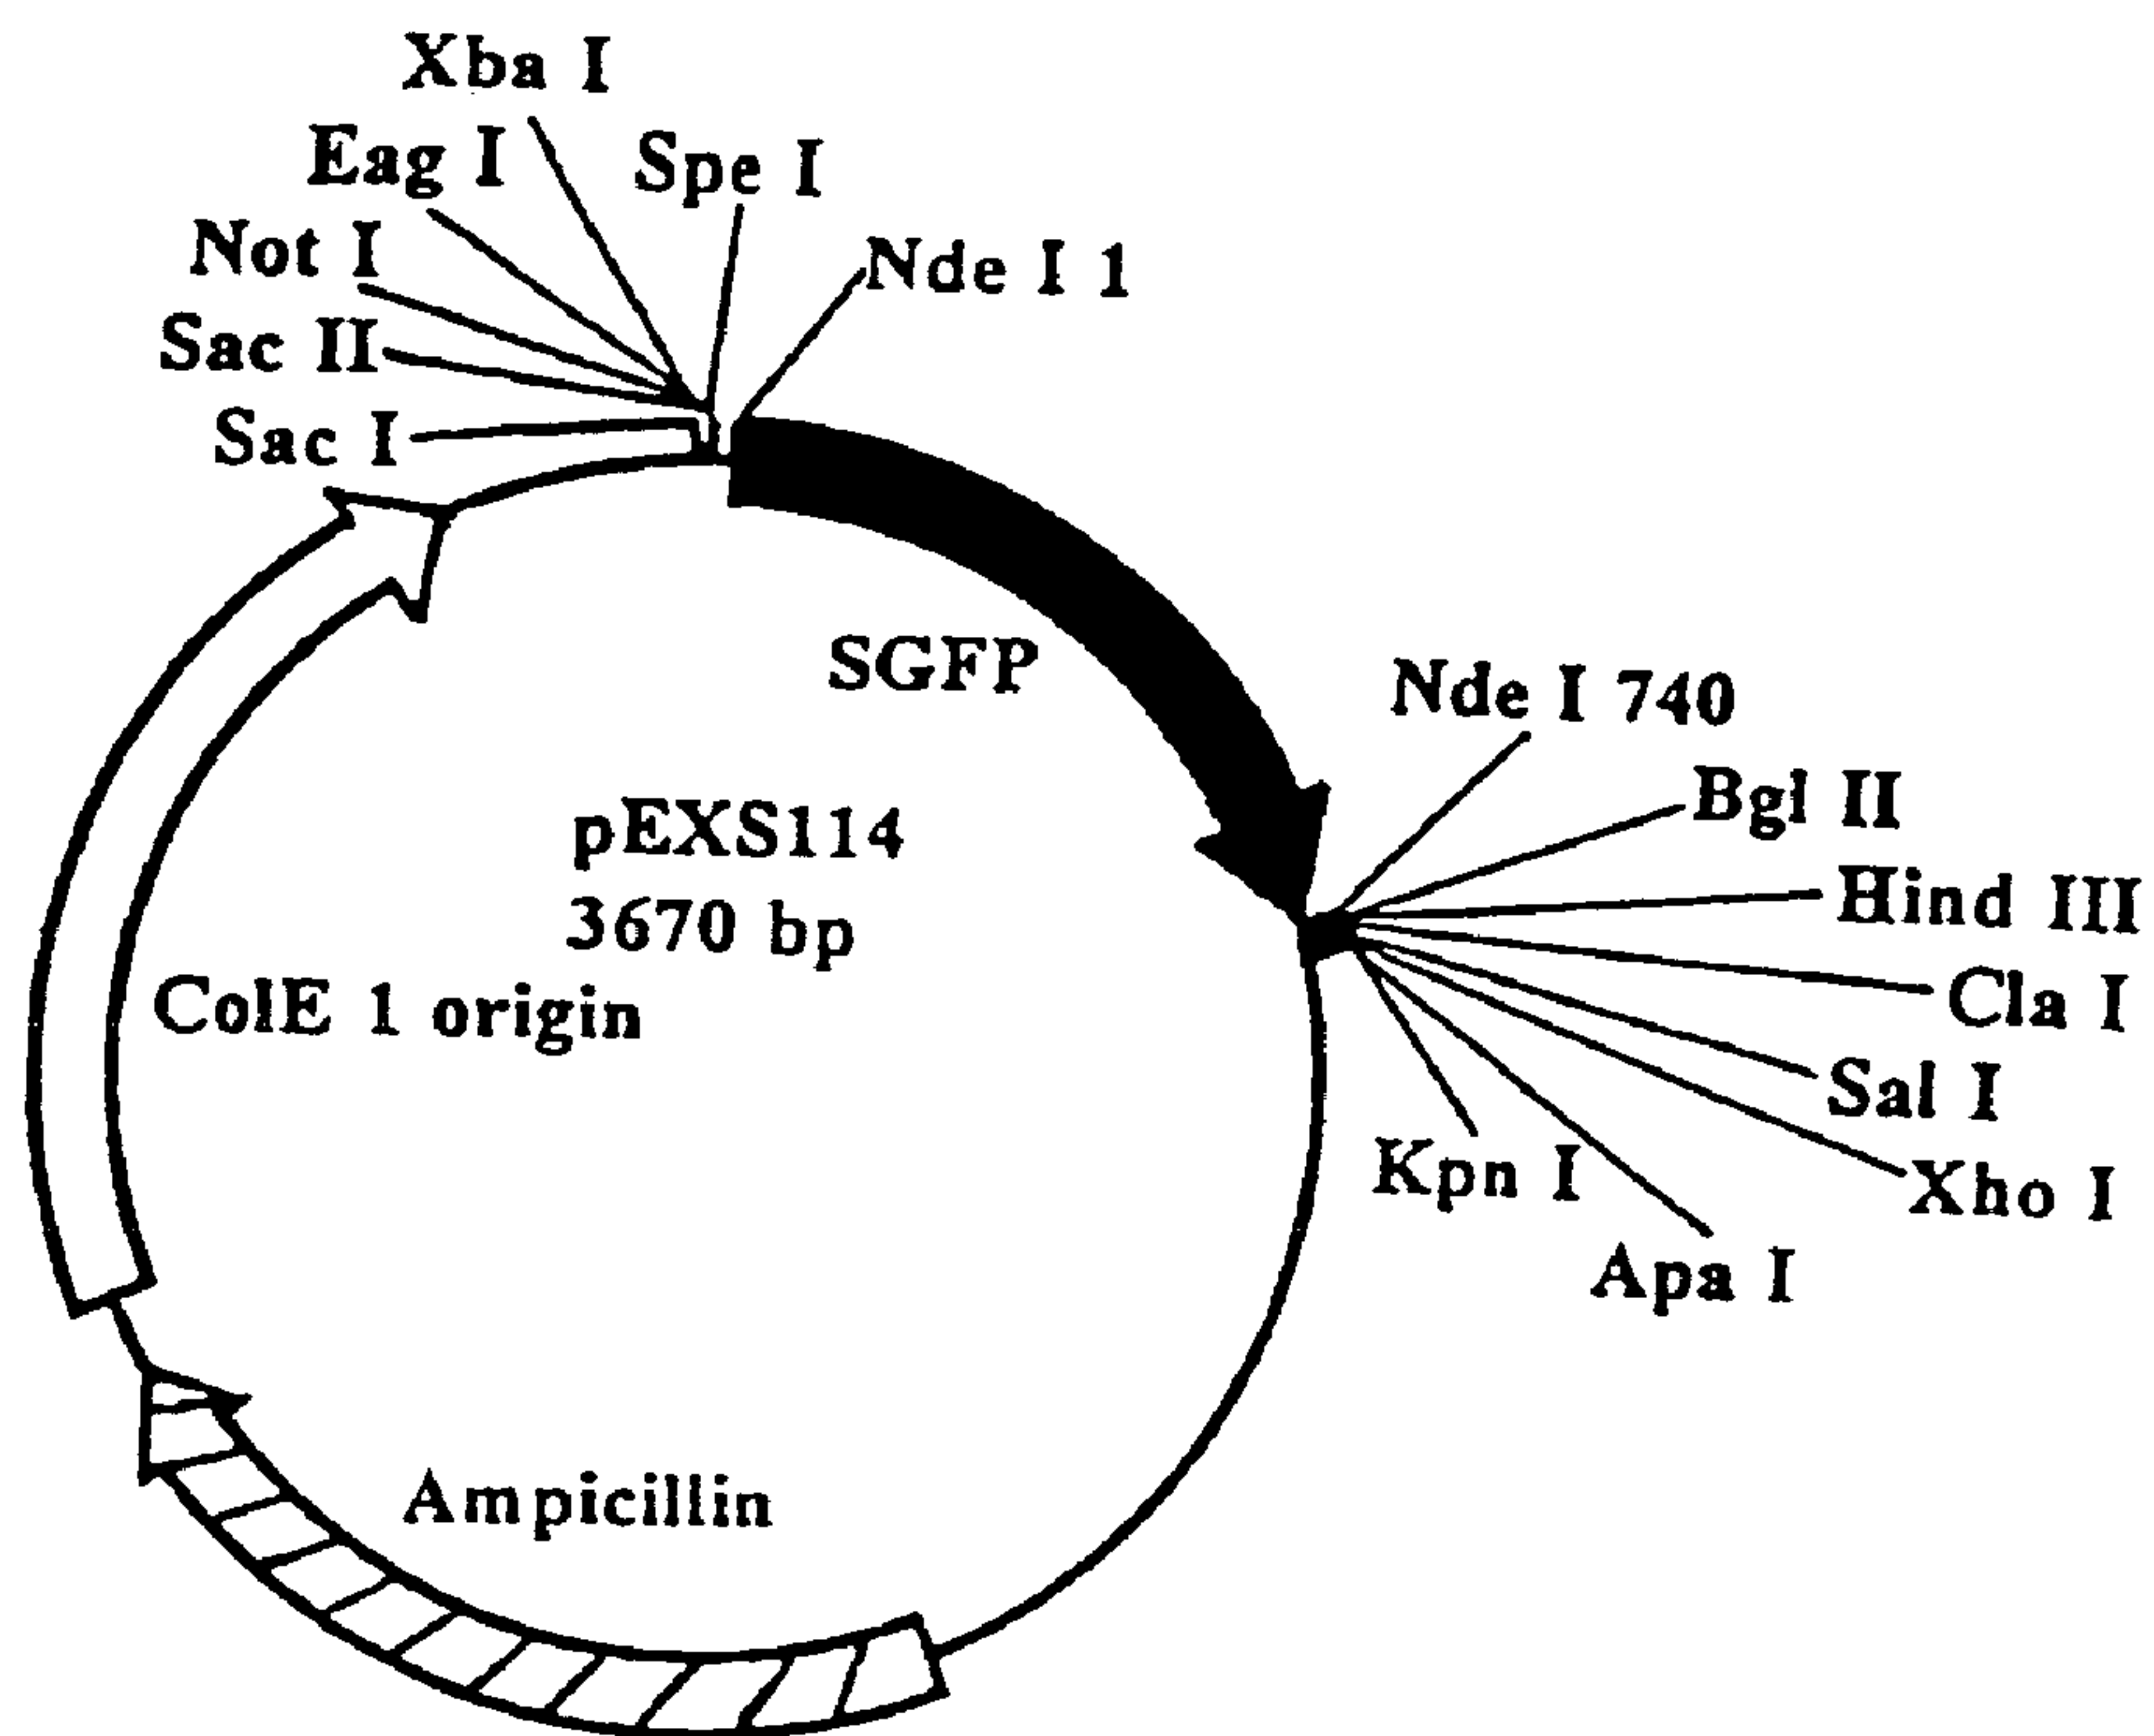 Xba I
Eag I
Spe I
Not I
Nde I 1
Sac II
Sac I
SGFP
Nde I 740
Bgl II
pEXS114
3670 bp
Hind III
ColE 1 origin
Cla I
Sal I
Kpn I
Xho I
Apa I
Ampicillin